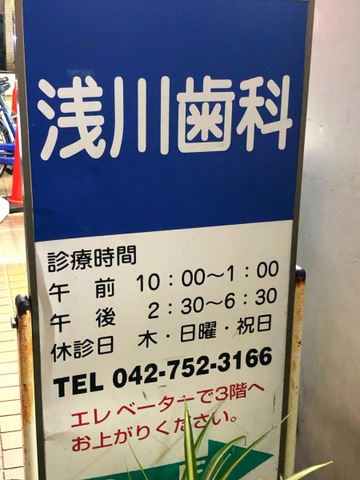 浅川歯科
診療時間
午 前 10:00〜1:00
午 後 2:30〜6:30
休診日 木・日曜・祝日
TEL 042-752-3166
エレベーターで3階へ
お上がりください。